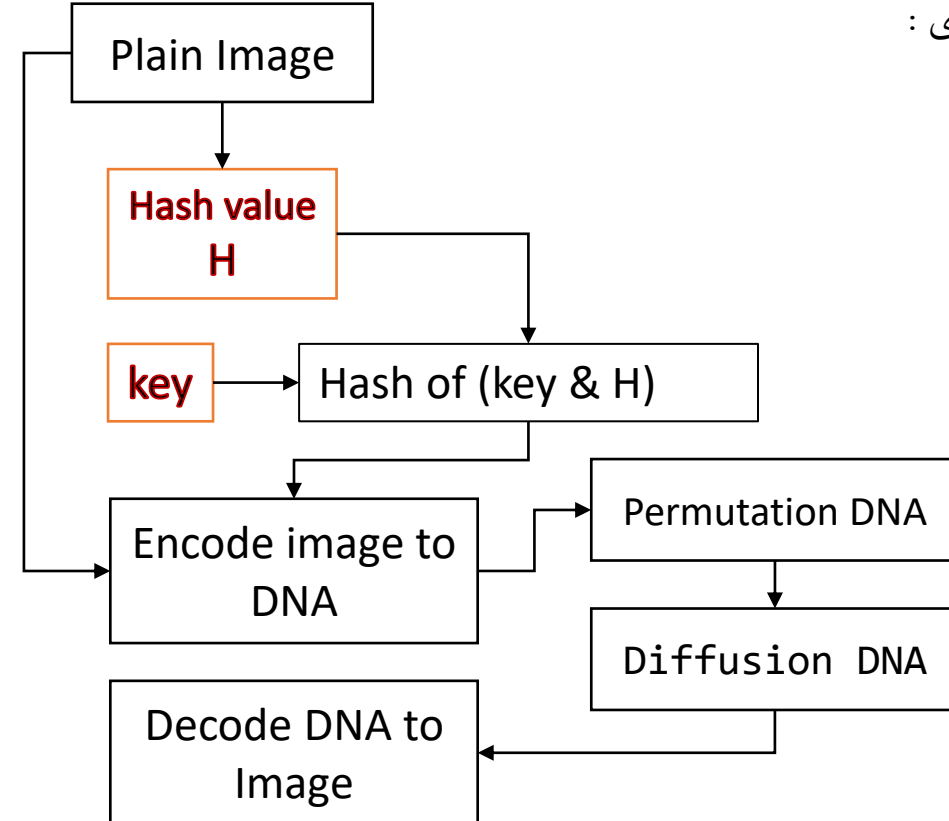 Plain Image
Hash value
H
key
Hash of (key & H)
Encode image to
DNA
Permutation DNA
Diffusion DNA
Decode DNA to
Image